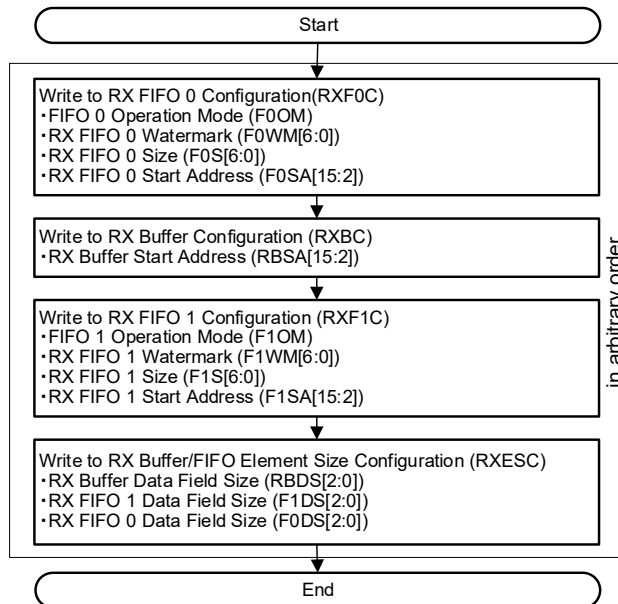 Start
Write to RX FIFO 0 Configuration(RXF0C)
・FIFO 0 Operation Mode (F0OM)
・RX FIFO 0 Watermark (F0WM[6:0])
・RX FIFO 0 Size (F0S[6:0])
・RX FIFO 0 Start Address (F0SA[15:2])
Write to RX Buffer Configuration (RXBC)
・RX Buffer Start Address (RBSA[15:2])
Write to RX FIFO 1 Configuration (RXF1C)
・FIFO 1 Operation Mode (F1OM)
・RX FIFO 1 Watermark (F1WM[6:0])
・RX FIFO 1 Size (F1S[6:0])
・RX FIFO 1 Start Address (F1SA[15:2])
Write to RX Buffer/FIFO Element Size Configuration (RXESC)
・RX Buffer Data Field Size (RBDS[2:0])
・RX FIFO 1 Data Field Size (F1DS[2:0])
・RX FIFO 0 Data Field Size (F0DS[2:0])
in arbitrary order
End